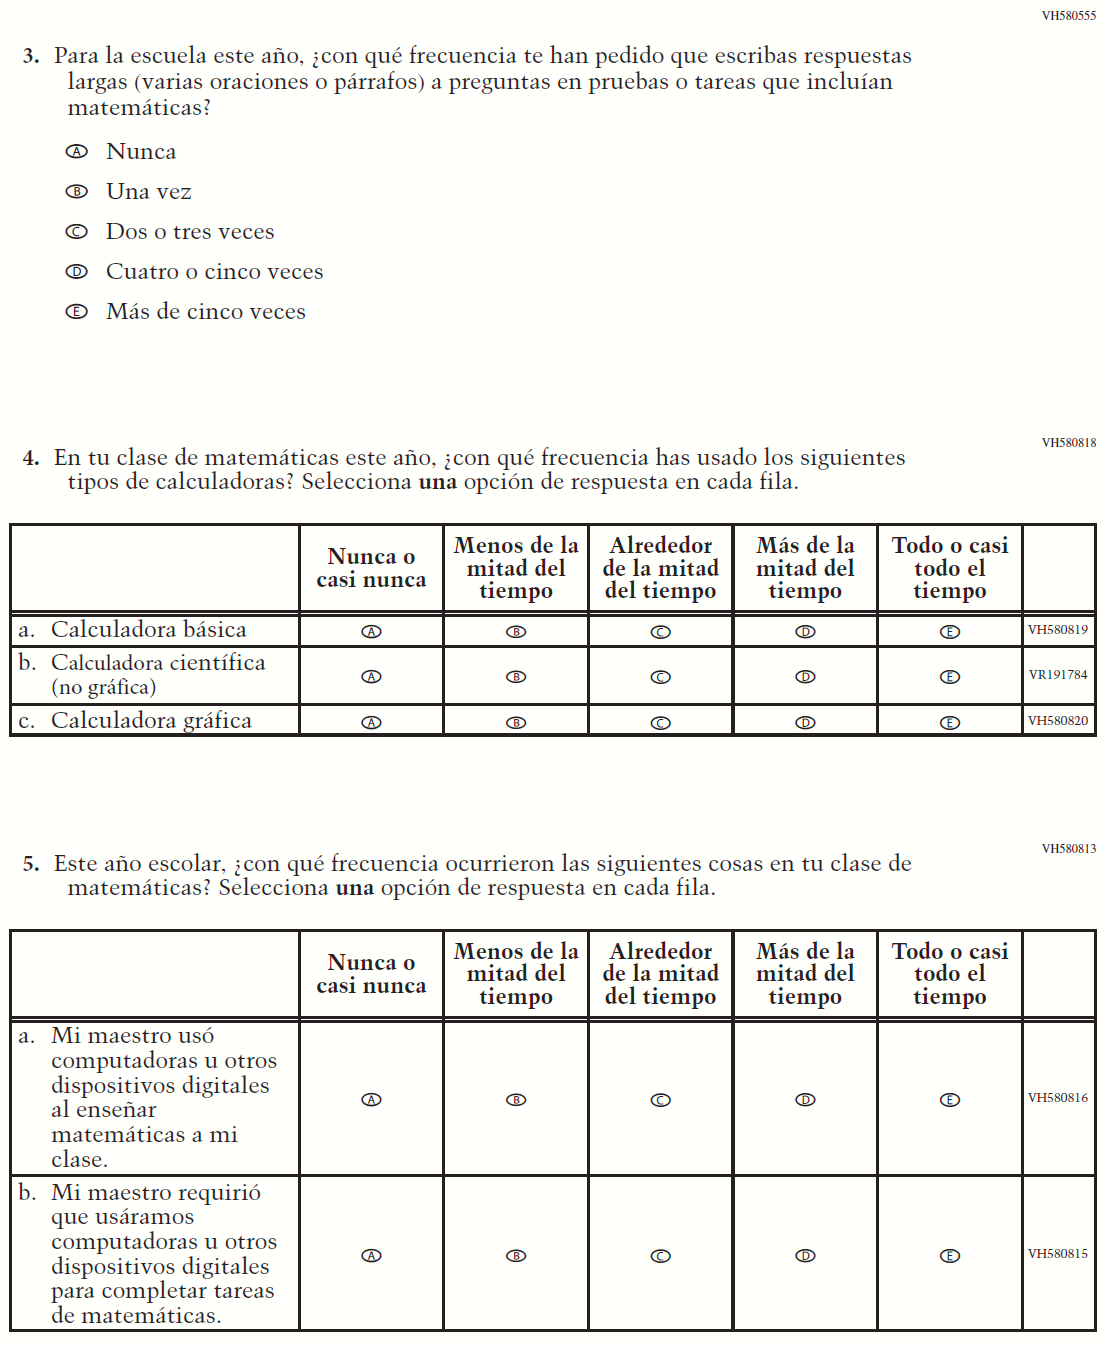 VH580555
3. Para la escuela este año, ¿con qué frecuencia te han pedido que escribas respuestas
largas (varias oraciones o párrafos) a preguntas en pruebas o tareas que incluían
matemáticas?
A Nunca
B Una vez
C Dos o tres veces
D Cuatro o cinco veces
E Más de cinco veces
VH580818
4. En tu clase de matemáticas este año, ¿con qué frecuencia has usado los siguientes
tipos de calculadoras? Selecciona una opción de respuesta en cada fila.
Nunca o
casi nunca
Menos de la
mitad del
tiempo
Alrededor
de la mitad
del tiempo
Más de la
mitad del
tiempo
Todo o casi
todo el
tiempo
a. Calculadora básica A B C D E VH580819
b. Calculadora científica
(no gráfica) A B C D E VR191784
c. Calculadora gráfica A B C D E VH580820
VH580813
5. Este año escolar, ¿con qué frecuencia ocurrieron las siguientes cosas en tu clase de
matemáticas? Selecciona una opción de respuesta en cada fila.
Nunca o
casi nunca
Menos de la
mitad del
tiempo
Alrededor
de la mitad
del tiempo
Más de la
mitad del
tiempo
Todo o casi
todo el
tiempo
a. Mi maestro usó
computadoras u otros
dispositivos digitales
al enseñar
matemáticas a mi
clase.
A B C D E VH580816
b. Mi maestro requirió
que usáramos
computadoras u otros
dispositivos digitales
para completar tareas
de matemáticas.
A B C D E VH580815